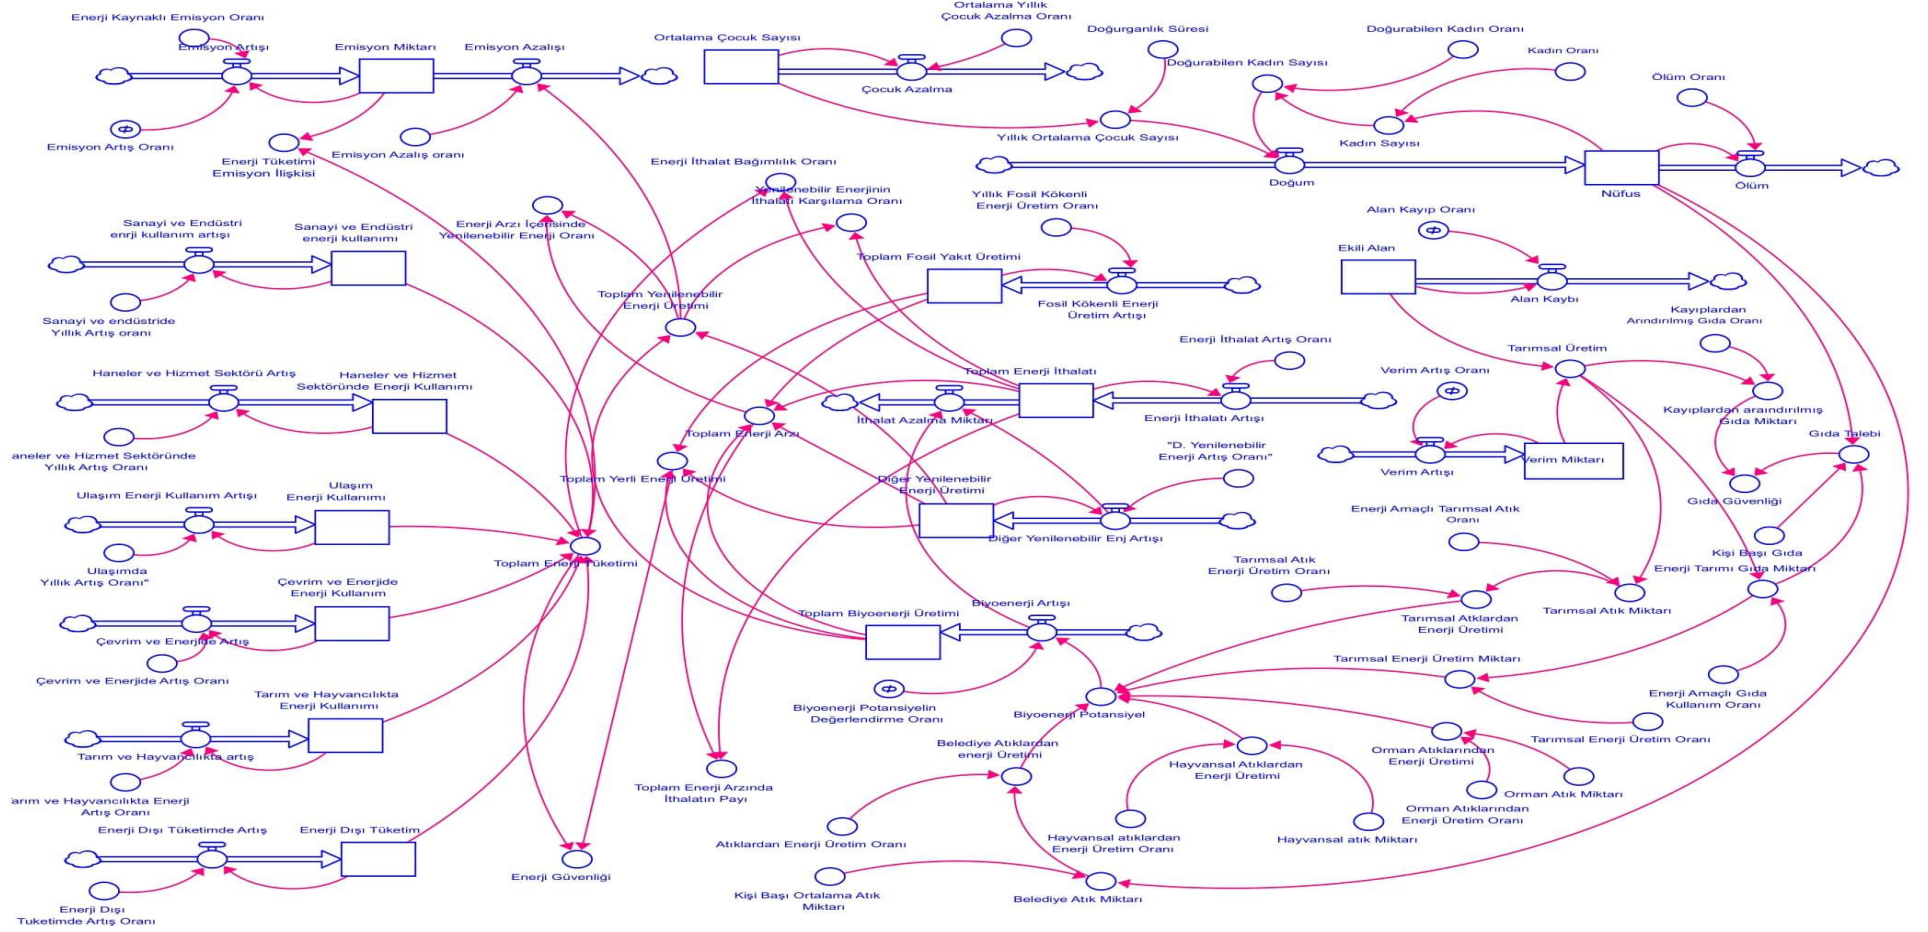 Enerji Kaynaklı Emisyon Oranı
Emisyon Artışı
Emisyon Miktarı
Emisyon Azalışı
Emisyon Artış Oranı
Enerji Tüketimi
Emisyon İlişkisi
Emisyon Azalış oranı
Ortalama Çocuk Sayısı
Ortalama Yıllık
Çocuk Azalma Oranı
Çocuk Azalma
Doğurganlık Süresi
Doğurabilen Kadın Oranı
Doğurabilen Kadın Sayısı
Kadın Oranı
Ölüm Oranı
Yıllık Ortalama Çocuk Sayısı
Kadın Sayısı
Doğum
Nüfus
Ölüm
Enerji İthalat Bağımlılık Oranı
Yenilenebilir Enerjinin
İthalatı Karşılama Oranı
Enerji Arzı İçerisinde
Yenilenebilir Enerji Oranı
Yıllık Fosil Kökenli
Enerji Üretim Oranı
Alan Kayıp Oranı
Ekili Alan
Alan Kaybı
Sanayi ve Endüstri
enrji kullanım artışı
Sanayi ve Endüstri
enerji kullanımı
Sanayi ve endüstride
Yıllık Artış oranı
Toplam Yenilenebilir
Enerji Üretimi
Toplam Fosil Yakıt Üretimi
Fosil Kökenli Enerji
Üretim Artışı
Kayıplardan
Arındırılmış Gıda Oranı
Tarımsal Üretim
Enerji İthalat Artış Oranı
Verim Artış Oranı
Haneler ve Hizmet Sektörü Artış
Haneler ve Hizmet
Sektöründe Enerji Kullanımı
aneler ve Hizmet Sektöründe
Yıllık Artış Oranı
Toplam Enerji İthalatı
İthalat Azalma Miktarı
Enerji İthalatı Artışı
Kayıplardan araındırılmış
Gıda Miktarı
Toplam Enerji Arzı
Gıda Talebi
Verim Artışı
Verim Miktarı
"D. Yenilenebilir
Enerji Artış Oranı"
Toplam Yerli Enerji Üretimi
Diğer Yenilenebilir
Enerji Üretimi
Gıda Güvenliği
Ulaşım Enerji Kullanım Artışı
Ulaşım
Enerji Kullanımı
Ulaşımda
Yıllık Artış Oranı"
Toplam Enerji Tüketimi
Diğer Yenilenebilir Enj Artışı
Enerji Amaçlı Tarımsal Atık
Oranı
Kişi Başı Gıda
Enerji Tarımı Gıda Miktarı
Tarımsal Atık
Enerji Üretim Oranı
Tarımsal Atık Miktarı
Tarımsal Atklardan
Enerji Üretimi
Çevrim ve Enerjide
Enerji Kullanım
Çevrim ve Enerjide Artış
Çevrim ve Enerjide Artış Oranı
Toplam Biyoenerji Üretimi
Biyoenerji Artışı
Biyoenerji Potansiyelin
Değerlendirme Oranı
Biyoenerji Potansiyel
Tarımsal Enerji Üretim Miktarı
Enerji Amaçlı Gıda
Kullanım Oranı
Tarımsal Enerji Üretim Oranı
Tarım ve Hayvancılıkta
Enerji Kullanımı
Tarım ve Hayvancılıkta artış
arım ve Hayvancılıkta Enerji
Artış Oranı
Toplam Enerji Arzında
İthalatın Payı
Belediye Atıklardan
enerji Üretimi
Hayvansal Atıklardan
Enerji Üretimi
Orman Atıklarından
Enerji Üretimi
Orman Atık Miktarı
Orman Atıklarından
Enerji Üretim Oranı
Enerji Dışı Tüketimde Artış
Enerji Dışı Tüketim
Enerji Dışı
Tuketimde Artış Oranı
Enerji Güvenliği
Atıklardan Enerji Üretim Oranı
Hayvansal atıklardan
Enerji Üretim Oranı
Hayvansal atık Miktarı
Kişi Başı Ortalama Atık
Miktarı
Belediye Atık Miktarı